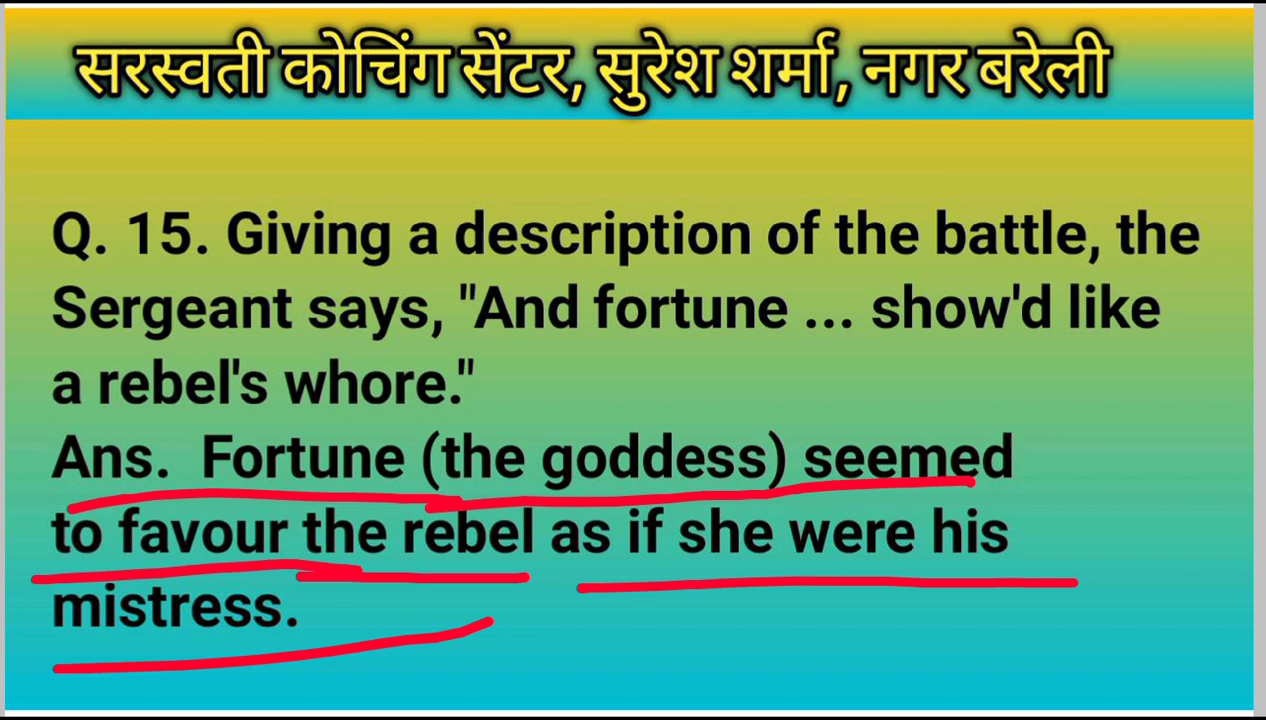 सरस्वती कोचिंग सेंटर, सुरेश शर्मा, नगर बरेली
Q. 15. Giving a description of the battle, the
Sergeant says, "And fortune ... show'd like
a rebel's whore."
Ans. Fortune (the goddess) seemed
to favour the rebel as if she were his
mistress.